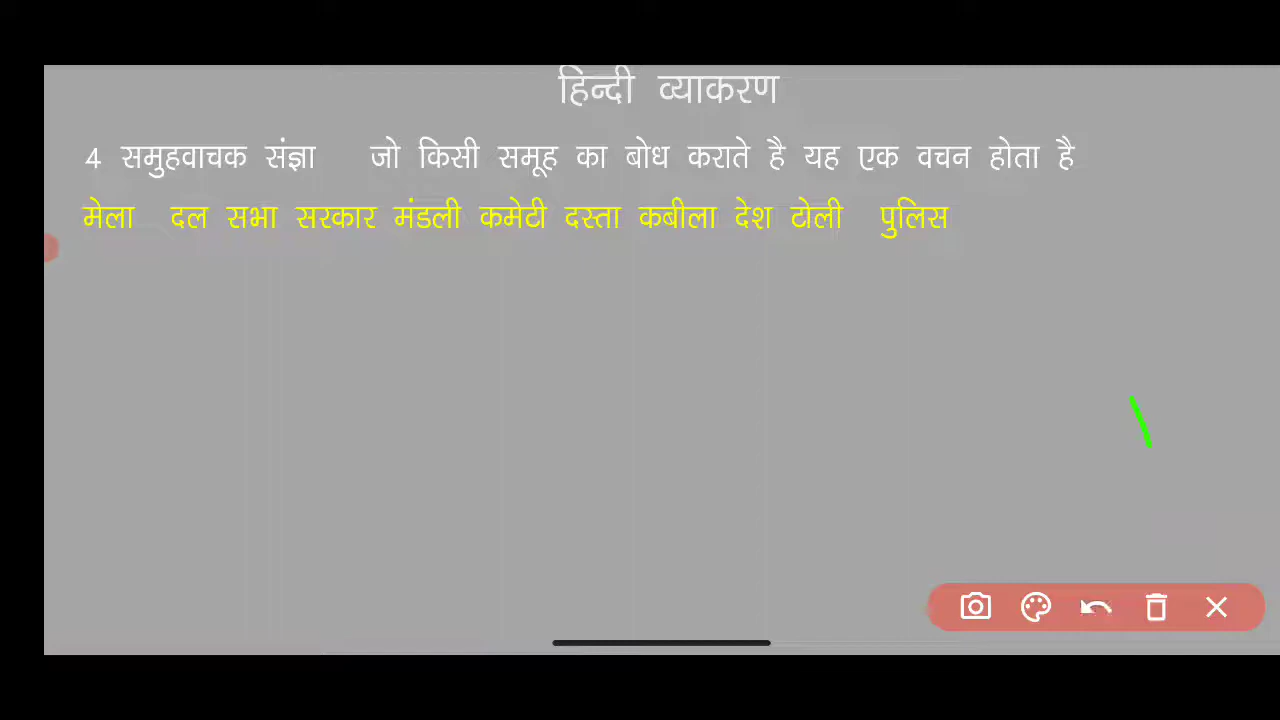 हिन्दी व्याकरण
4 समुहवाचक संज्ञा जो किसी समूह का बोध कराते है यह एक वचन होता है
मेला दल सभा सरकार मंडली कमेटी दस्ता कबीला देश टोली पुलिस